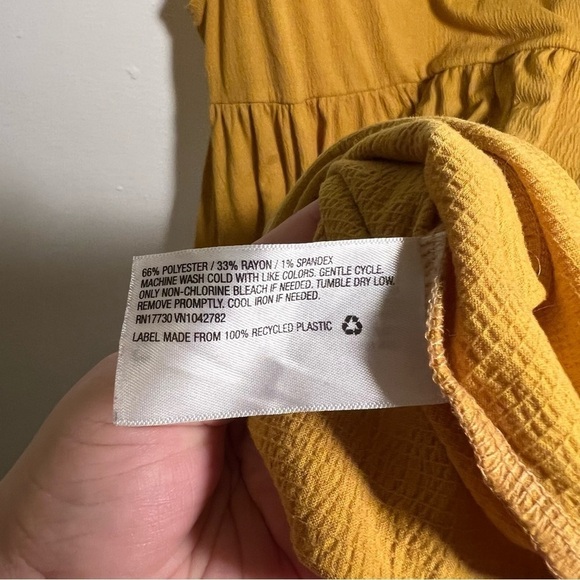 66% POLYESTER / 33% RAYON / 1% SPANDEX
MACHINE WASH COLD WITH LIKE COLORS. GENTLE CYCLE.
ONLY NON-CHLORINE BLEACH IF NEEDED. TUMBLE DRY LOW.
REMOVE PROMPTLY. COOL IRON IF NEEDED.
RN17730 VN1042782
LABEL MADE FROM 100% RECYCLED PLASTIC